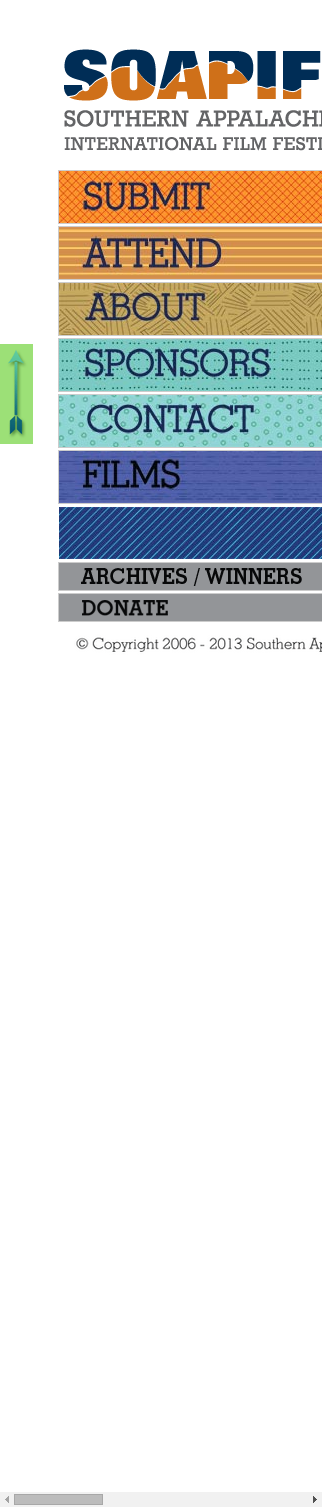 SOAPIF
SOUTHERN APPALACHI
INTERNATIONAL FILM FESTI
SUBMIT
ATTEND
ABOUT
SPONSORS
CONTACT
FILMS
ARCHIVES / WINNERS
DONATE
© Copyright 2006 - 2013 Southern Ap